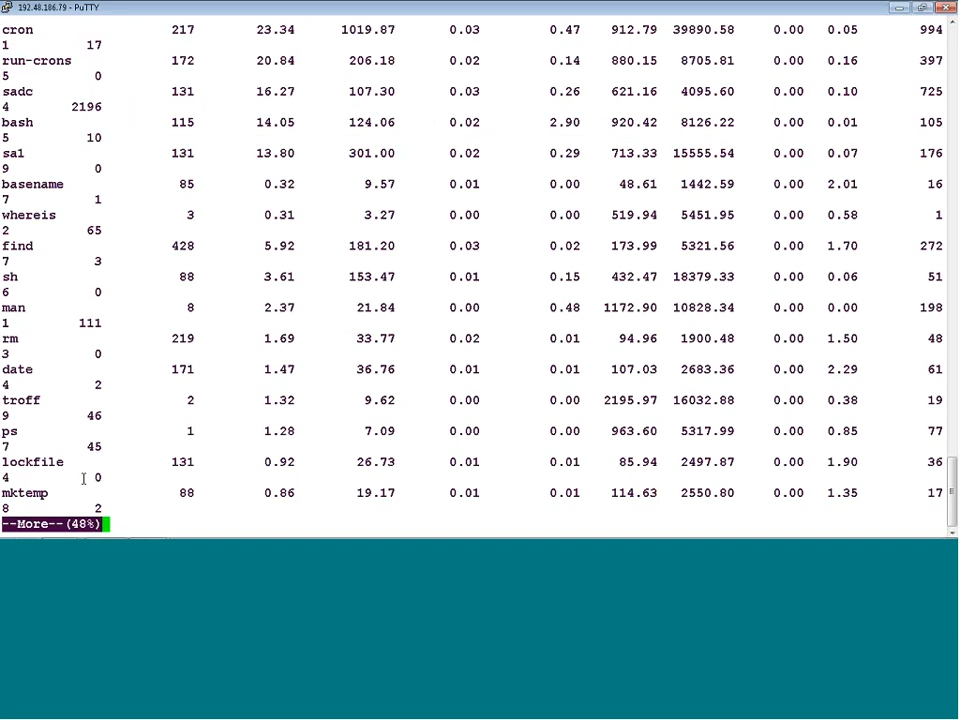 192.48.186.79 - PuTTY
cron 217 23.34 1019.87 0.03 0.47 912.79 39890.58 0.00 0.05 994
1 17
run-crons 172 20.84 206.18 0.02 0.14 880.15 8705.81 0.00 0.16 397
5 0
sadc 131 16.27 107.30 0.03 0.26 621.16 4095.60 0.00 0.10 725
4 2196
bash 115 14.05 124.06 0.02 2.90 920.42 8126.22 0.00 0.01 105
5 10
sa1 131 13.80 301.00 0.02 0.29 713.33 15555.54 0.00 0.07 176
9 0
basename 85 0.32 9.57 0.01 0.00 48.61 1442.59 0.00 2.01 16
7 1
whereis 3 0.31 3.27 0.00 0.00 519.94 5451.95 0.00 0.58 1
2 65
find 428 5.92 181.20 0.03 0.02 173.99 5321.56 0.00 1.70 272
7 3
sh 88 3.61 153.47 0.01 0.15 432.47 18379.33 0.00 0.06 51
6 0
man 8 2.37 21.84 0.00 0.48 1172.90 10828.34 0.00 0.00 198
1 111
rm 219 1.69 33.77 0.02 0.01 94.96 1900.48 0.00 1.50 48
3 0
date 171 1.47 36.76 0.01 0.01 107.03 2683.36 0.00 2.29 61
4 2
troff 2 1.32 9.62 0.00 0.00 2195.97 16032.88 0.00 0.38 19
9 46
ps 1 1.28 7.09 0.00 0.00 963.60 5317.99 0.00 0.85 77
7 45
lockfile 131 0.92 26.73 0.01 0.01 85.94 2497.87 0.00 1.90 36
4 0
mktemp 88 0.86 19.17 0.01 0.01 114.63 2550.80 0.00 1.35 17
8 2
--More--(48%)